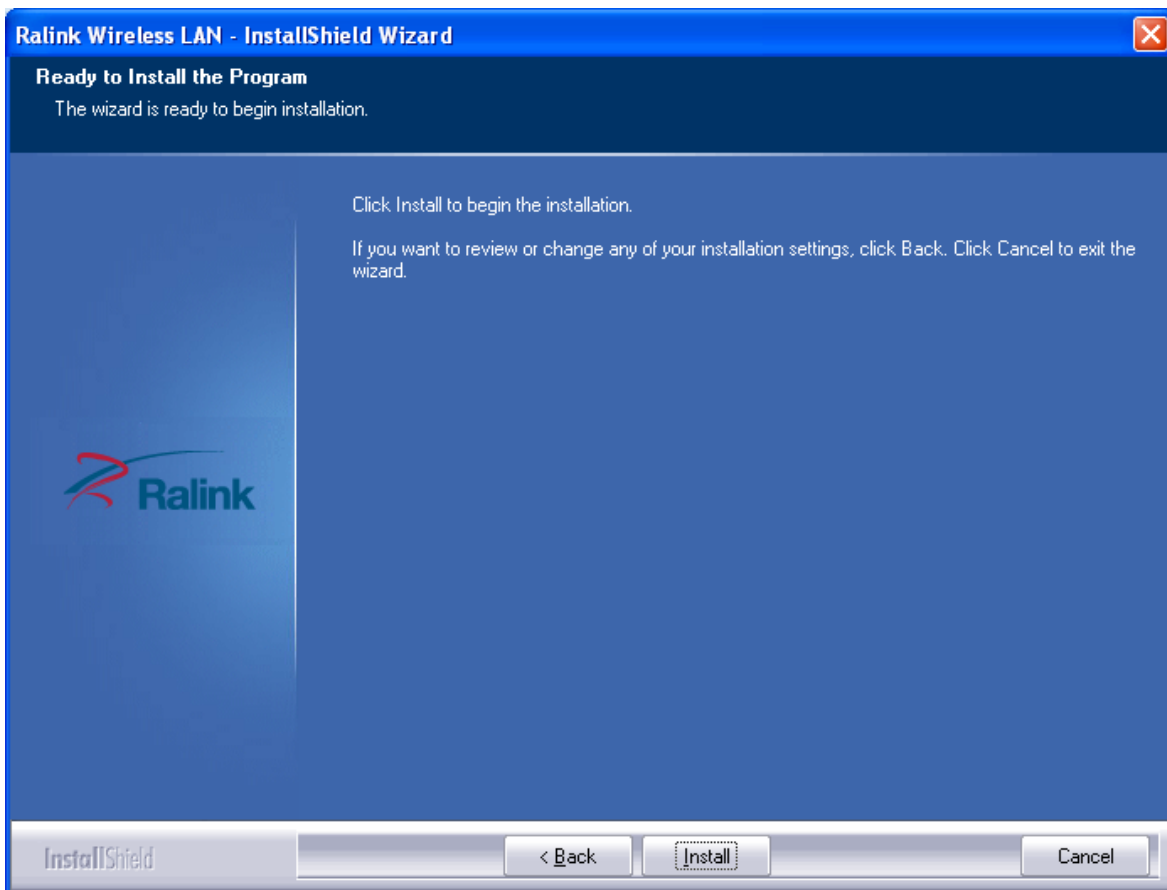 Ralink Wireless LAN - InstallShield Wizard
Ready to Install the Program
The wizard is ready to begin installation.
Click Install to begin the installation.
If you want to review or change any of your installation settings, click Back. Click Cancel to exit the
wizard.
Ralink
InstallShield
< Back
Install
Cancel